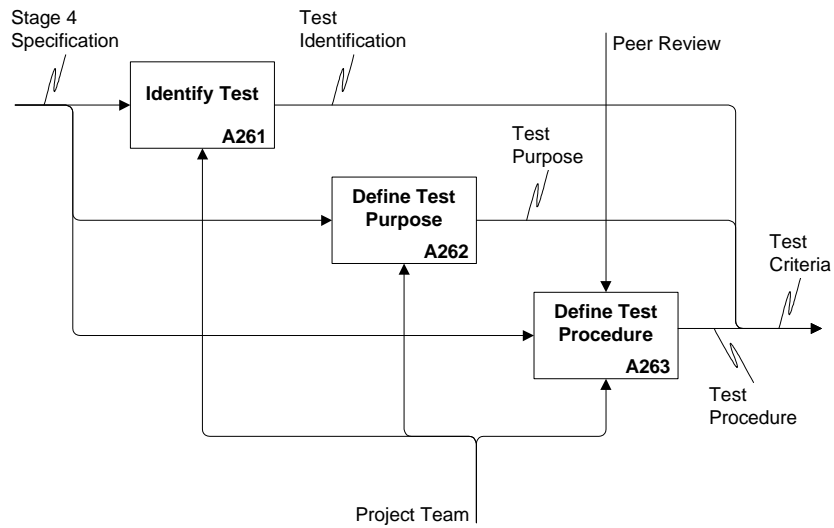 Stage 4
Specification
Test
Identification
Peer Review
Identify Test
A261
Test
Purpose
Define Test
Purpose
A262
Test
Criteria
Define Test
Procedure
A263
Test
Procedure
Project Team